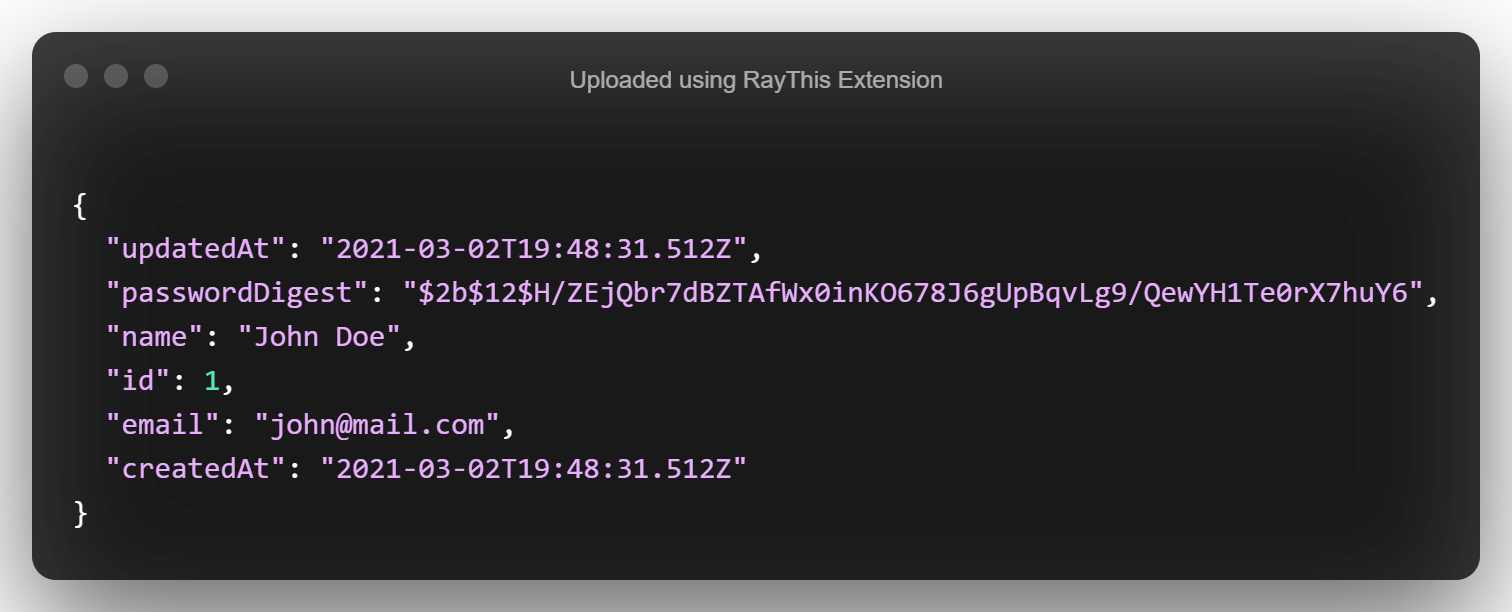 Uploaded using RayThis Extension
{
  "updatedAt": "2021-03-02T19:48:31.512Z",
  "passwordDigest": "$2b$12$H/ZEjQbr7dBZTAfWx0inKO678J6gUpBqvLg9/QewYH1Te0rX7huY6",
  "name": "John Doe",
  "id": 1,
  "email": "john@mail.com",
  "createdAt": "2021-03-02T19:48:31.512Z"
}